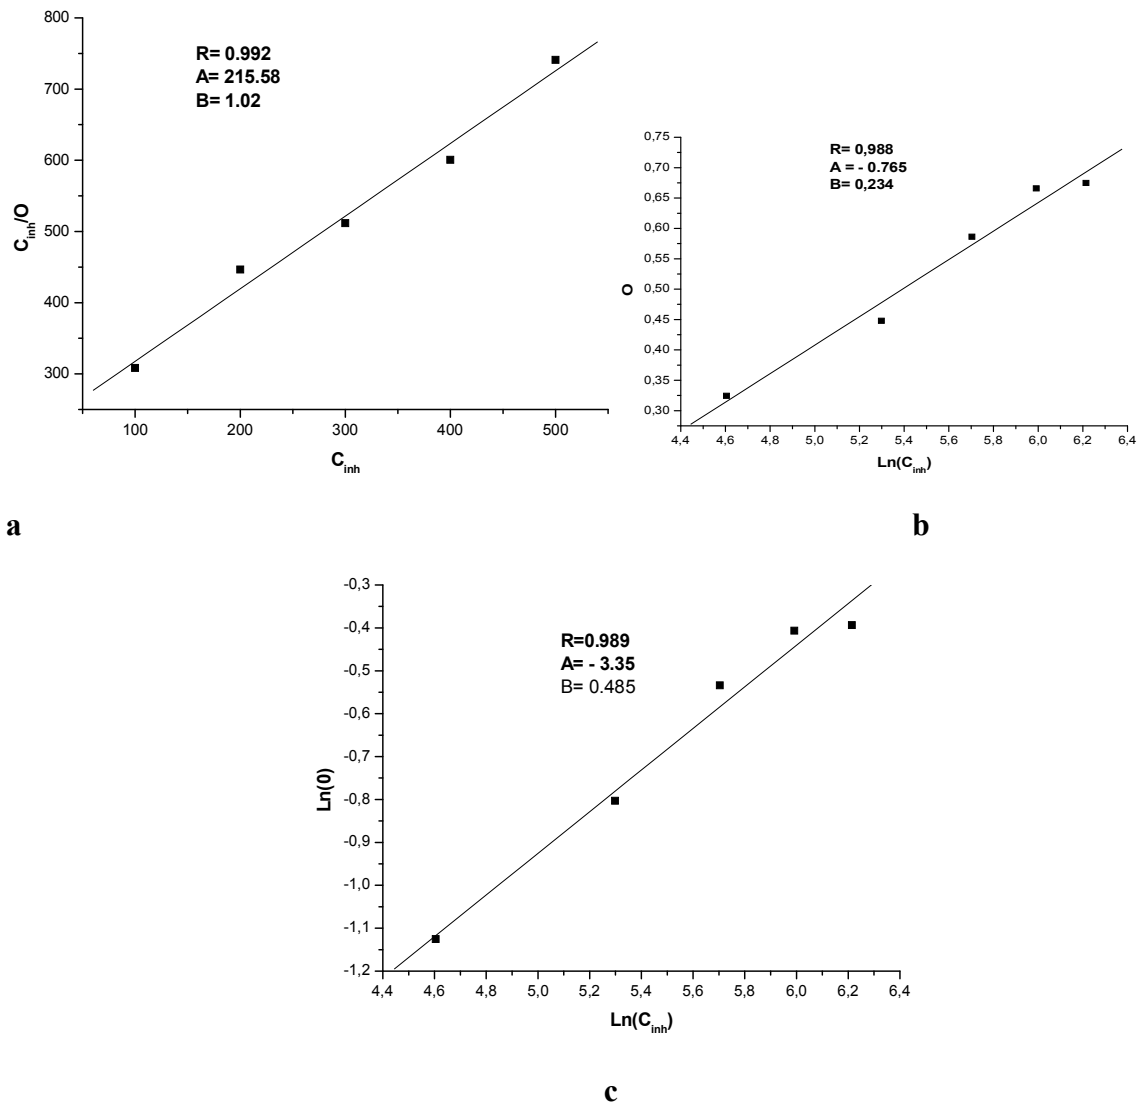 800
700
600
500
400
300
C_inh/O
R= 0.992
A= 215.58
B= 1.02
100 200 300 400 500
C_inh
a
0,75
0,70
0,65
0,60
0,55
0,50
0,45
0,40
0,35
0,30
O
R= 0,988
A = - 0.765
B= 0,234
4,4 4,6 4,8 5,0 5,2 5,4 5,6 5,8 6,0 6,2 6,4
Ln(C_inh)
b
-0,3
-0,4
-0,5
-0,6
-0,7
-0,8
-0,9
-1,0
-1,1
-1,2
Ln(0)
R=0.989
A= - 3.35
B= 0.485
4,4 4,6 4,8 5,0 5,2 5,4 5,6 5,8 6,0 6,2 6,4
Ln(C_inh)
c